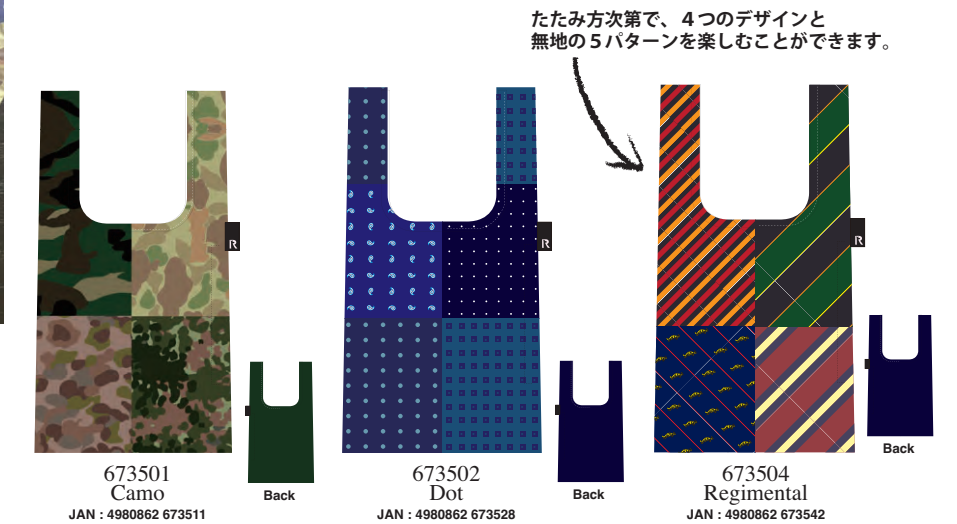 たたみ方次第で、４つのデザインと
無地の５パターンを楽しむことができます。
R
R
R
673501
Camo
JAN : 4980862 673511
Back
673502
Dot
JAN : 4980862 673528
Back
673504
Regimental
JAN : 4980862 673542
Back